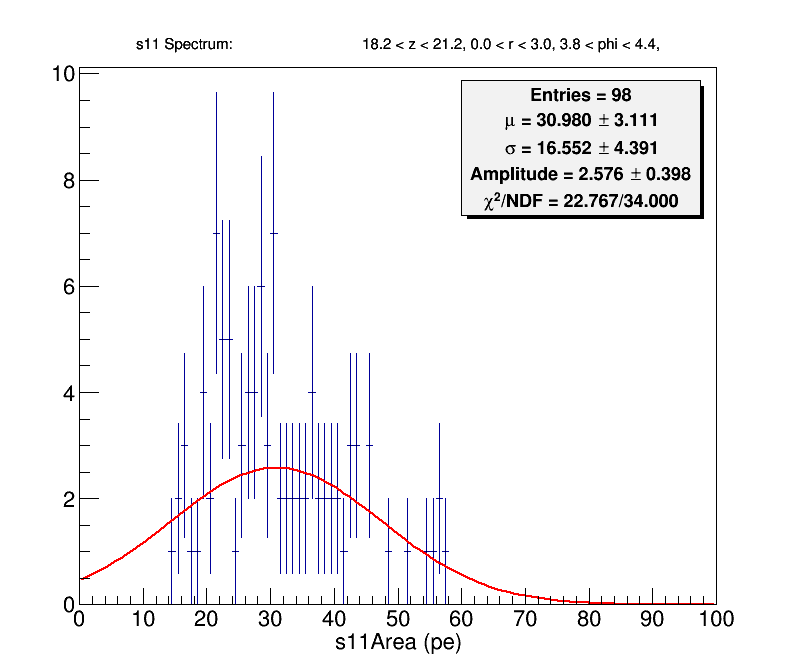 s11 Spectrum: 18.2 < z < 21.2, 0.0 < r < 3.0, 3.8 < phi < 4.4,
Entries = 98
μ = 30.980 ± 3.111
σ = 16.552 ± 4.391
Amplitude = 2.576 ± 0.398
χ²/NDF = 22.767/34.000
10
8
6
4
2
0
0 10 20 30 40 50 60 70 80 90 100
s11Area (pe)